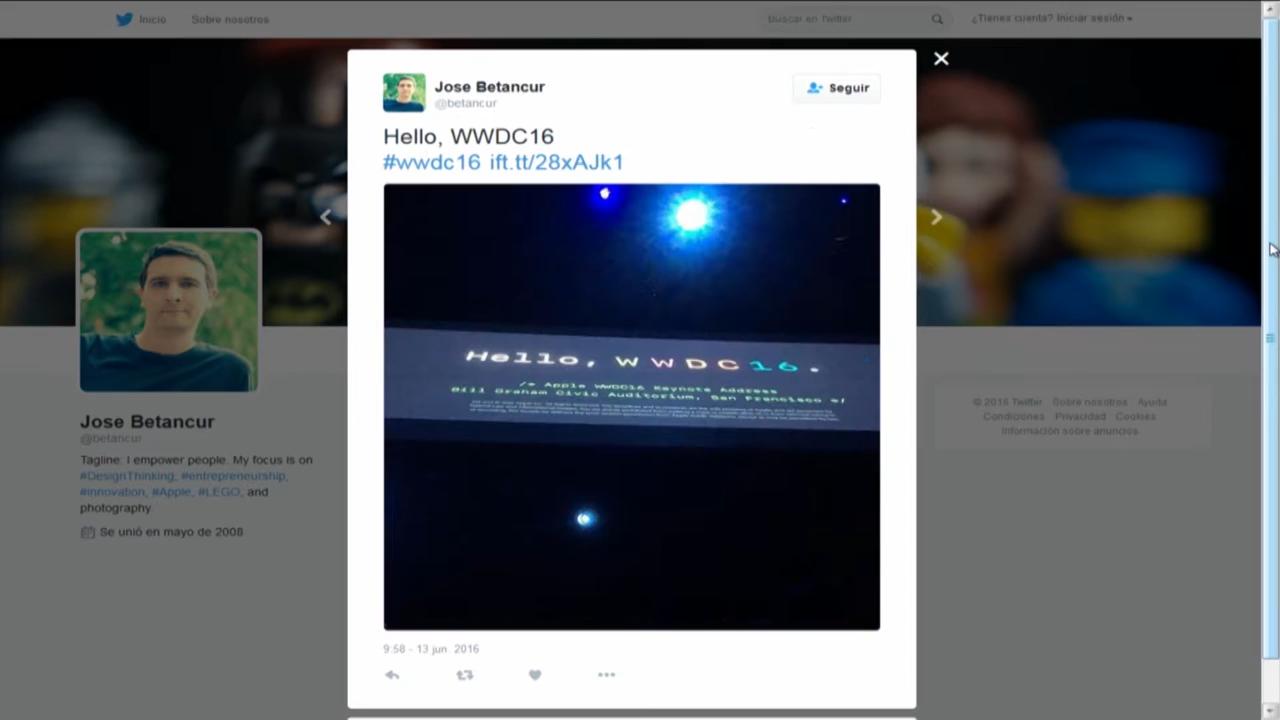 Inicio Sobre nosotros Buscar en Twitter ¿Tienes cuenta? Iniciar sesión
Jose Betancur
@betancur
Seguir
Hello, WWDC16
#wwdc16 ift.tt/28xAJk1
Hello, WWDC16.
/* Apple WWDC16 Keynote Address
Bill Graham Civic Auditorium, San Francisco */
9:58 - 13 jun. 2016
Jose Betancur
@betancur
Tagline: I empower people. My focus is on
#DesignThinking, #entrepreneurship,
#innovation, #Apple, #LEGO, and
photography.
Se unió en mayo de 2008
© 2016 Twitter Sobre nosotros Ayuda
Condiciones Privacidad Cookies
Información sobre anuncios